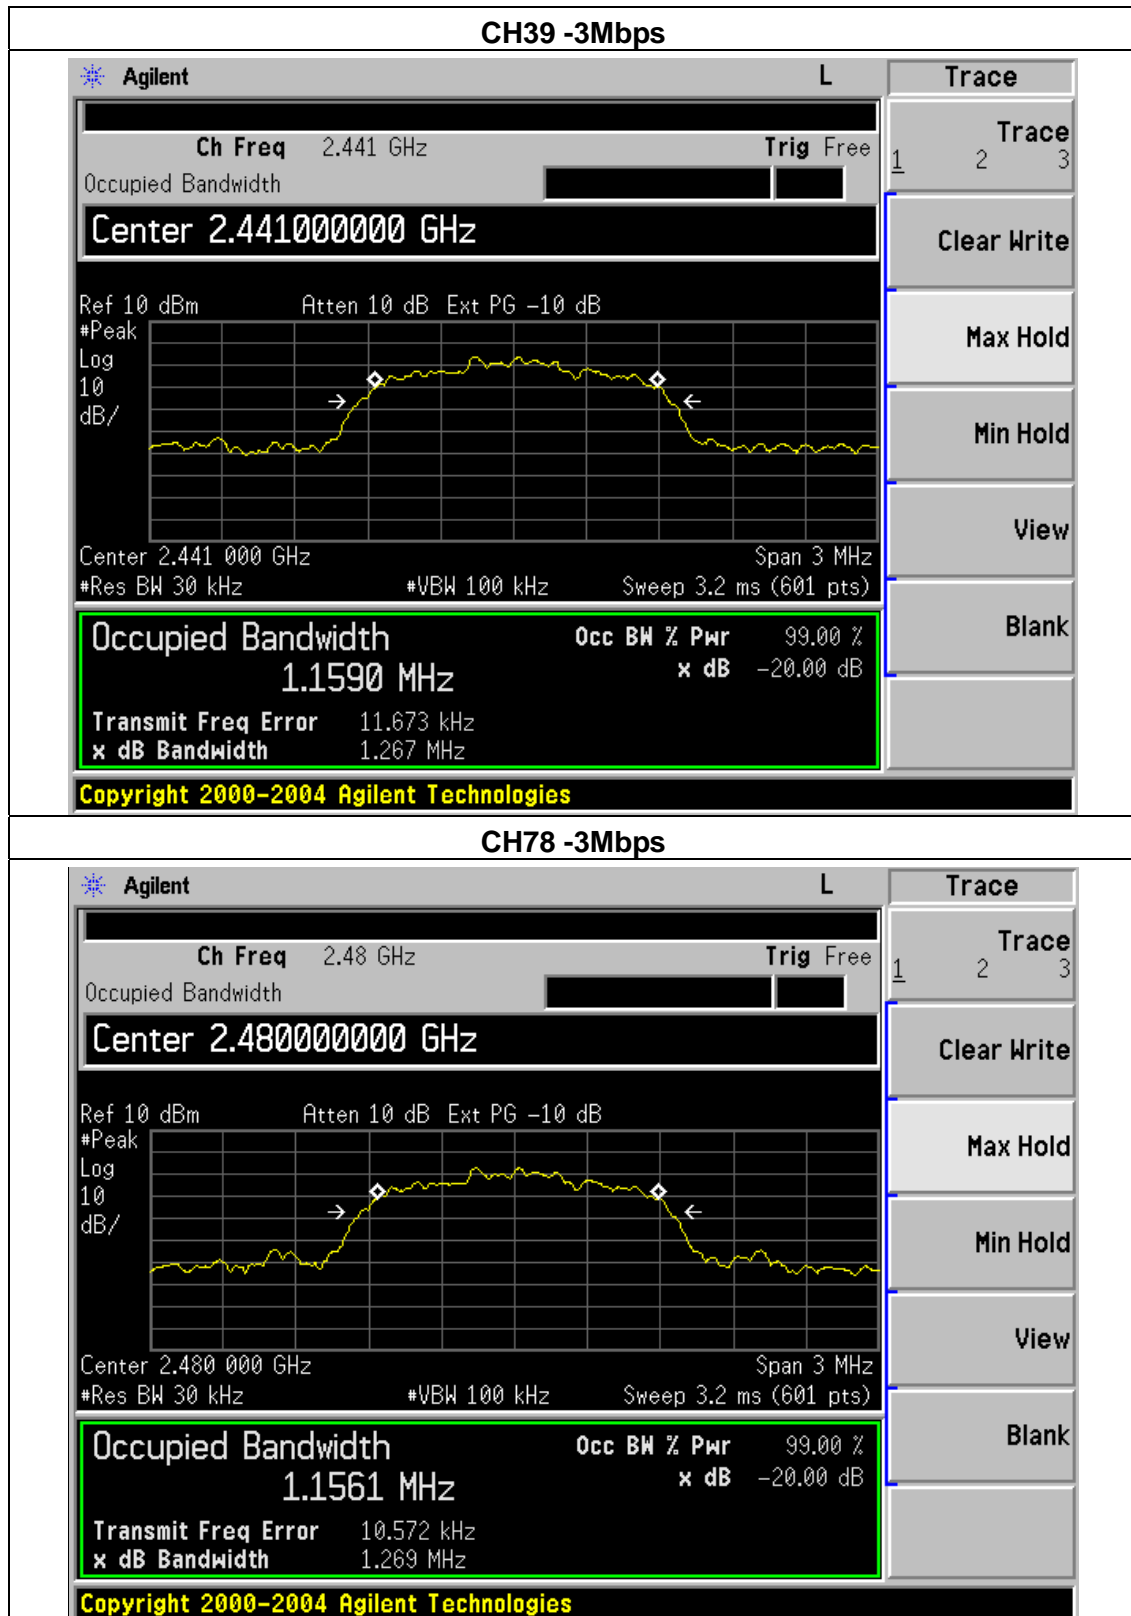 CH39 -3Mbps
Agilent L Trace
Ch Freq 2.441 GHz Trig Free
Occupied Bandwidth
Trace
1 2 3
Center 2.441000000 GHz
Clear Write
Ref 10 dBm Atten 10 dB Ext PG -10 dB
#Peak
Log
10
dB/
Max Hold
Min Hold
View
Center 2.441 000 GHz Span 3 MHz
#Res BW 30 kHz #VBW 100 kHz Sweep 3.2 ms (601 pts)
Blank
Occupied Bandwidth Occ BW % Pwr 99.00 %
1.1590 MHz x dB -20.00 dB
Transmit Freq Error 11.673 kHz
x dB Bandwidth 1.267 MHz
Copyright 2000-2004 Agilent Technologies
CH78 -3Mbps
Agilent L Trace
Ch Freq 2.48 GHz Trig Free
Occupied Bandwidth
Trace
1 2 3
Center 2.480000000 GHz
Clear Write
Ref 10 dBm Atten 10 dB Ext PG -10 dB
#Peak
Log
10
dB/
Max Hold
Min Hold
View
Center 2.480 000 GHz Span 3 MHz
#Res BW 30 kHz #VBW 100 kHz Sweep 3.2 ms (601 pts)
Blank
Occupied Bandwidth Occ BW % Pwr 99.00 %
1.1561 MHz x dB -20.00 dB
Transmit Freq Error 10.572 kHz
x dB Bandwidth 1.269 MHz
Copyright 2000-2004 Agilent Technologies